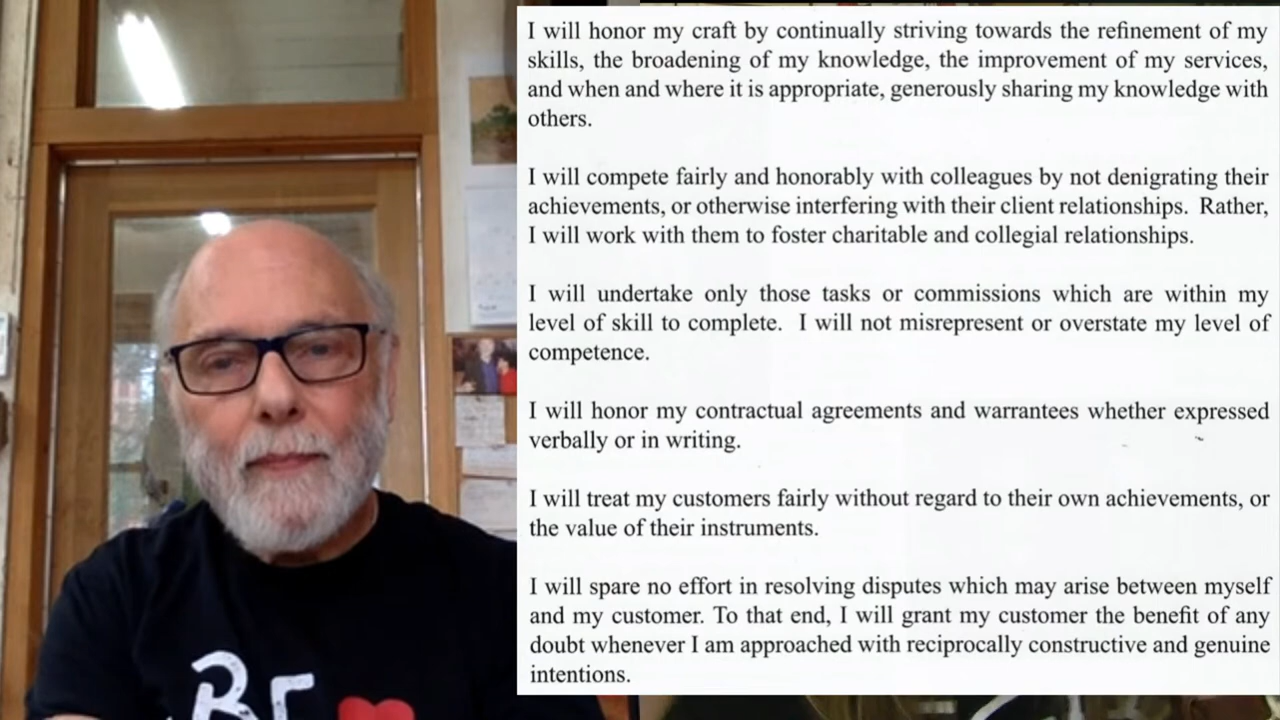 I will honor my craft by continually striving towards the refinement of my
skills, the broadening of my knowledge, the improvement of my services,
and when and where it is appropriate, generously sharing my knowledge with
others.
I will compete fairly and honorably with colleagues by not denigrating their
achievements, or otherwise interfering with their client relationships. Rather,
I will work with them to foster charitable and collegial relationships.
I will undertake only those tasks or commissions which are within my
level of skill to complete. I will not misrepresent or overstate my level of
competence.
I will honor my contractual agreements and warrantees whether expressed
verbally or in writing.
I will treat my customers fairly without regard to their own achievements, or
the value of their instruments.
I will spare no effort in resolving disputes which may arise between myself
and my customer. To that end, I will grant my customer the benefit of any
doubt whenever I am approached with reciprocally constructive and genuine
intentions.
BE